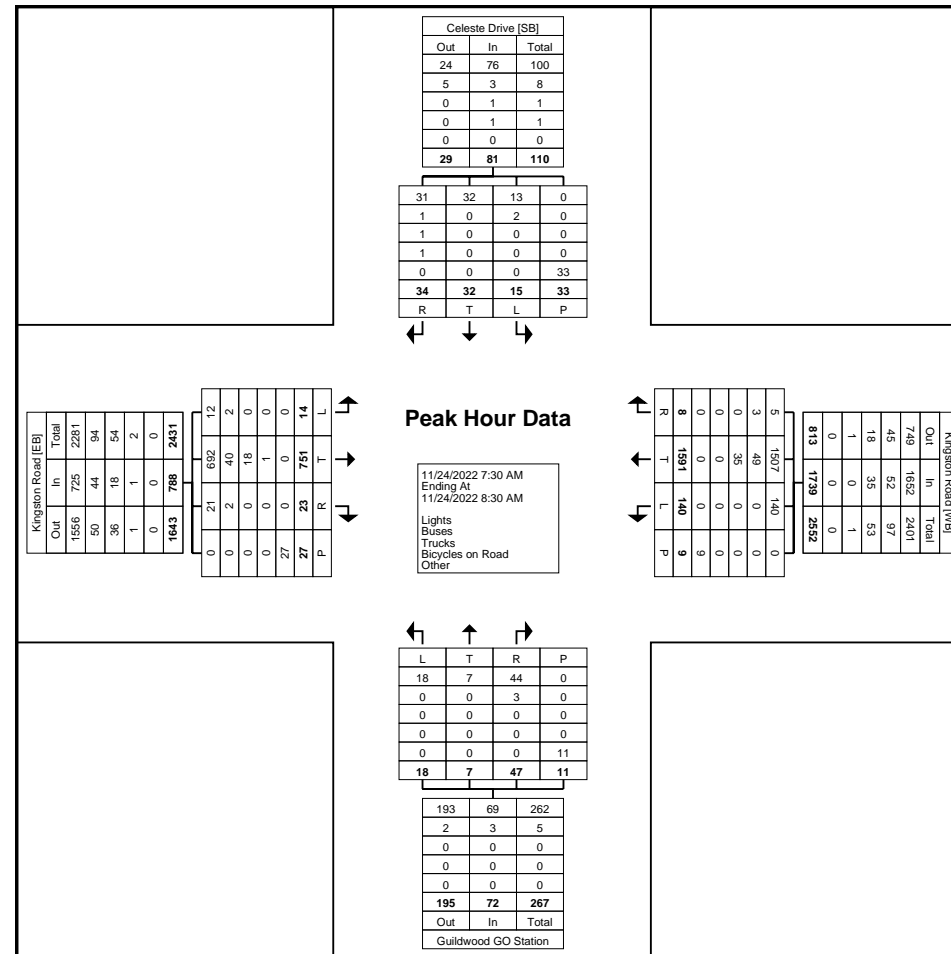 Celeste Drive [SB]
Out In Total
24 76 100
5 3 8
0 1 1
0 1 1
0 0 0
29 81 110
31 32 13 0
1 0 2 0
1 0 0 0
1 0 0 0
0 0 0 33
34 32 15 33
R T L P
Kingston Road [EB]
Out In Total
1556 725 2281
50 44 94
36 18 54
1 1 2
0 0 0
1643 788 2431
12 692 21 0
2 40 2 0
0 18 0 0
0 1 0 0
0 0 0 27
14 751 23 27
L T R P
Peak Hour Data
11/24/2022 7:30 AM
Ending At
11/24/2022 8:30 AM
Lights
Buses
Trucks
Bicycles on Road
Other
Kingston Road [WB]
Out In Total
749 1652 2401
45 52 97
18 35 53
1 0 1
0 0 0
813 1739 2552
5 1507 140 0
3 49 0 0
0 35 0 0
0 0 0 0
0 0 0 9
8 1591 140 9
R T L P
L T R P
18 7 44 0
0 0 3 0
0 0 0 0
0 0 0 0
0 0 0 11
18 7 47 11
193 69 262
2 3 5
0 0 0
0 0 0
0 0 0
195 72 267
Out In Total
Guildwood GO Station